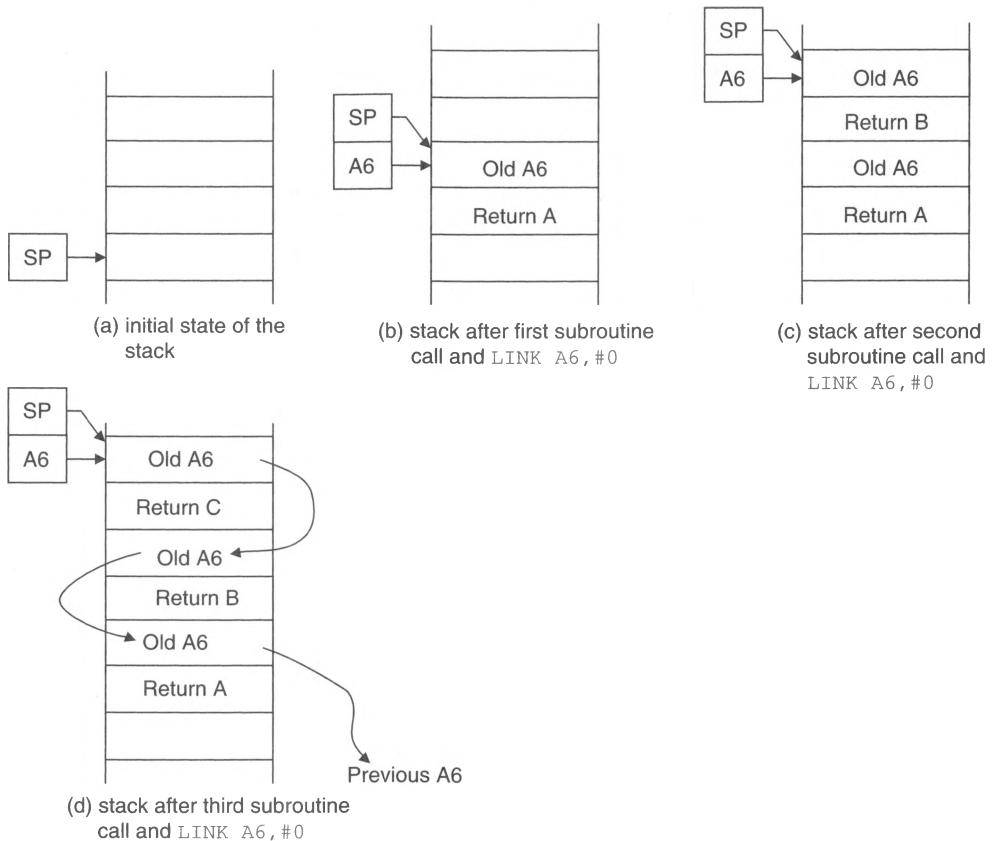 SP
(a) initial state of the
stack
SP
A6
Old A6
Return A
(b) stack after first subroutine
call and LINK A6,#0
SP
A6
Old A6
Return B
Old A6
Return A
(c) stack after second
subroutine call and
LINK A6,#0
SP
A6
Old A6
Return C
Old A6
Return B
Old A6
Return A
Previous A6
(d) stack after third subroutine
call and LINK A6,#0